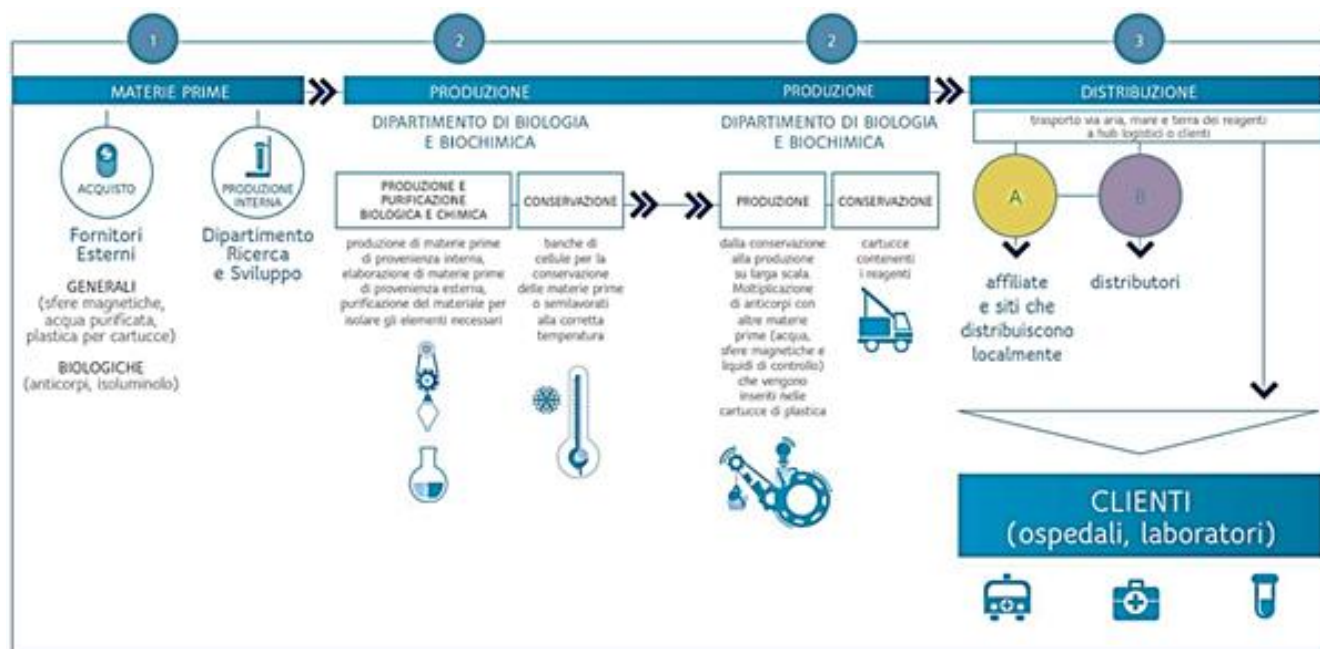 1
MATERIE PRIME
ACQUISTO
Fornitori
Esterni
GENERALI
(sfere magnetiche,
acqua purificata,
plastica per cartucce)
BIOLOGICHE
(anticorpi, isoluminolo)
PRODUZIONE
INTERNA
Dipartimento
Ricerca
e Sviluppo
2
PRODUZIONE
DIPARTIMENTO DI BIOLOGIA
E BIOCHIMICA
PRODUZIONE E
PURIFICAZIONE
BIOLOGICA E CHIMICA
produzione di materie prime
di provenienza interna,
elaborazione di materie prime
di provenienza esterna,
purificazione del materiale per
isolare gli elementi necessari
CONSERVAZIONE
banche di
cellule per la
conservazione
delle materie prime
o semilavorati
alla corretta
temperatura
2
PRODUZIONE
DIPARTIMENTO DI BIOLOGIA
E BIOCHIMICA
PRODUZIONE
dalla conservazione
alla produzione
su larga scala.
Moltiplicazione
di anticorpi con
altre materie
prime (acqua,
sfere magnetiche e
liquidi di controllo)
che vengono
inseriti nelle
cartucce di plastica
CONSERVAZIONE
cartucce
contenenti
i reagenti
3
DISTRIBUZIONE
trasporto via aria, mare e terra dei reagenti
a hub logistici o clienti
A
affiliate
e siti che
distribuiscono
localmente
B
distributori
CLIENTI
(ospedali, laboratori)